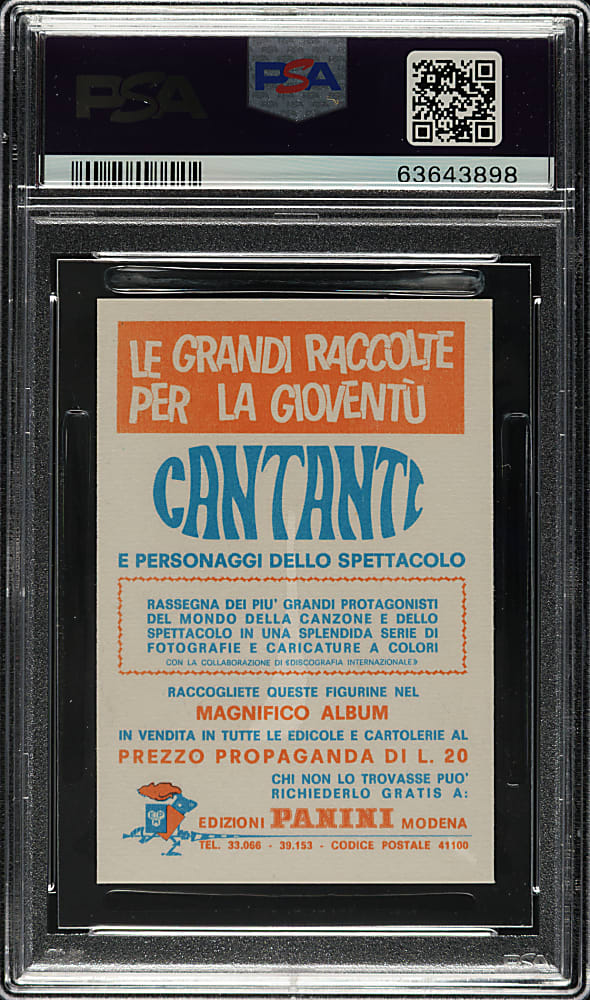 PSA
PSA
63643898
LE GRANDI RACCOLTE
PER LA GIOVENTÙ
CANTANTI
E PERSONAGGI DELLO SPETTACOLO
RASSEGNA DEI PIU' GRANDI PROTAGONISTI
DEL MONDO DELLA CANZONE E DELLO
SPETTACOLO IN UNA SPLENDIDA SERIE DI
FOTOGRAFIE E CARICATURE A COLORI
CON LA COLLABORAZIONE DI «DISCOGRAFIA INTERNAZIONALE»
RACCOGLIETE QUESTE FIGURINE NEL
MAGNIFICO ALBUM
IN VENDITA IN TUTTE LE EDICOLE E CARTOLERIE AL
PREZZO PROPAGANDA DI L. 20
CHI NON LO TROVASSE PUO'
RICHIEDERLO GRATIS A:
EDIZIONI PANINI MODENA
TEL. 33.066 - 39.153 - CODICE POSTALE 41100
PSA